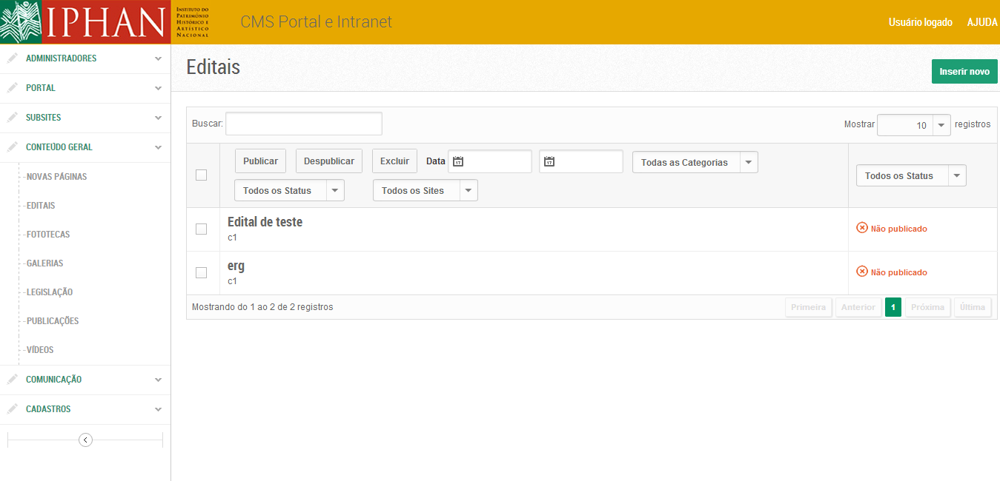 IPHAN
INSTITUTO DO
PATRIMÔNIO
HISTÓRICO E
ARTÍSTICO
NACIONAL
CMS Portal e Intranet
Usuário logado
AJUDA
ADMINISTRADORES
PORTAL
SUBSITES
CONTEÚDO GERAL
NOVAS PÁGINAS
EDITAIS
FOTOTECAS
GALERIAS
LEGISLAÇÃO
PUBLICAÇÕES
VÍDEOS
COMUNICAÇÃO
CADASTROS
Editais
Inserir novo
Buscar:
Mostrar 10 registros
Publicar
Despublicar
Excluir
Data
17
17
Todas as Categorias
Todos os Status
Todos os Sites
Todos os Status
Edital de teste
c1
Não publicado
erg
c1
Não publicado
Mostrando do 1 ao 2 de 2 registros
Primeira
Anterior
1
Próxima
Última